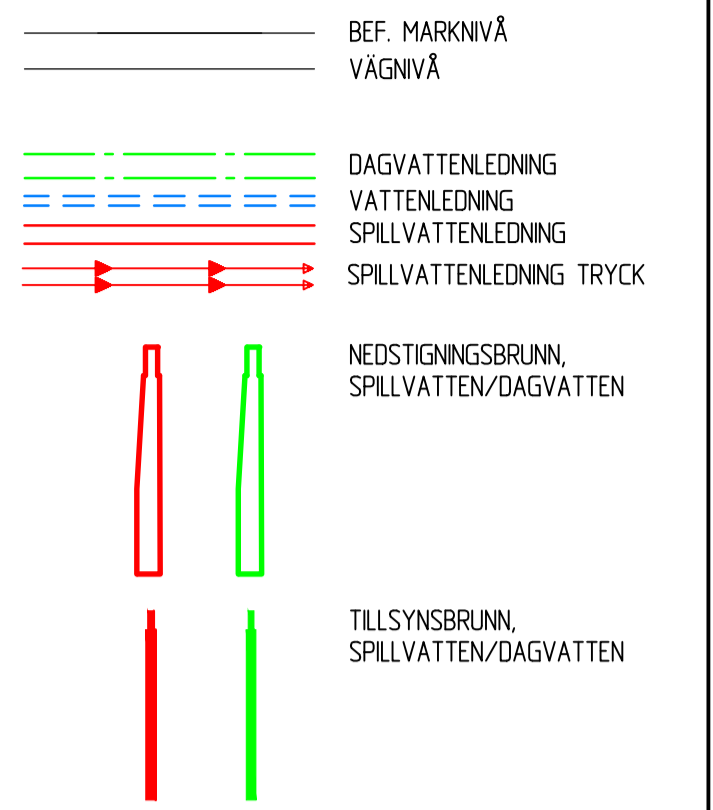 BEF. MARKNIVÅ
VÄGNIVÅ
DAGVATTENLEDNING
VATTENLEDNING
SPILLVATTENLEDNING
SPILLVATTENLEDNING TRYCK
NEDSTIGNINGSBRUNN,
SPILLVATTEN/DAGVATTEN
TILLSYNSBRUNN,
SPILLVATTEN/DAGVATTEN